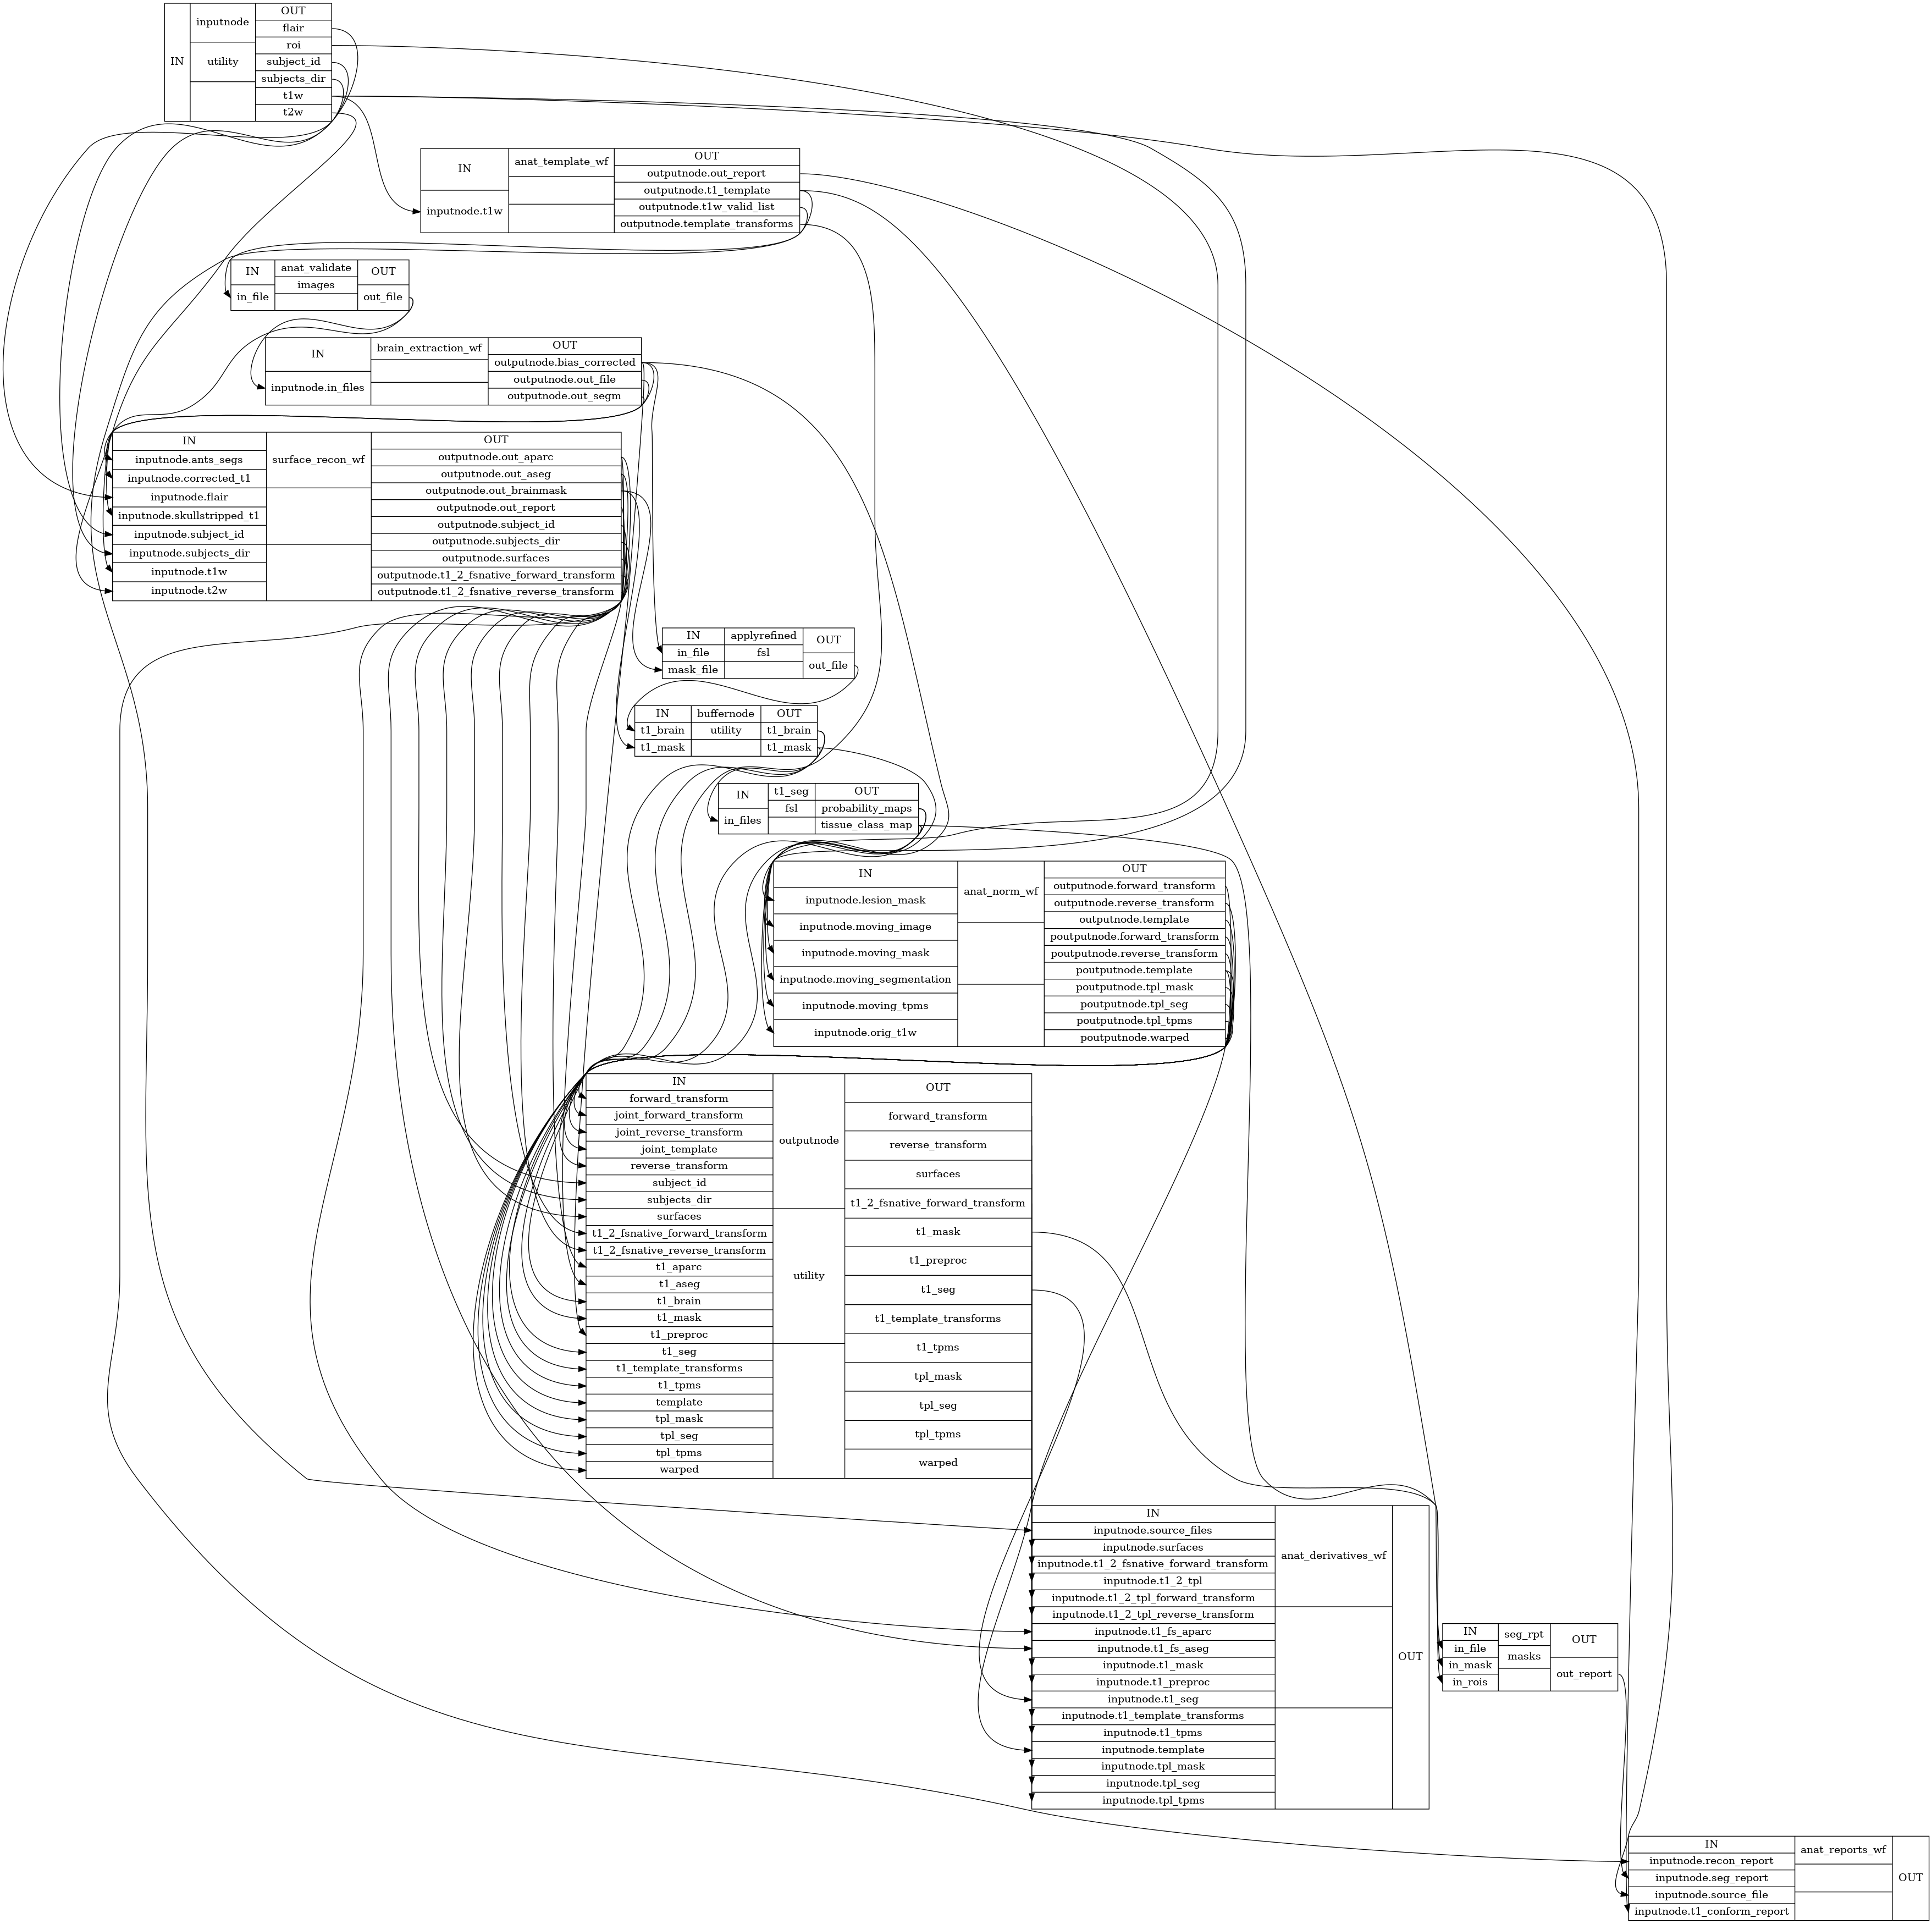 IN
inputnode
utility
OUT
flair
roi
subject_id
subjects_dir
t1w
t2w
IN
inputnode.t1w
anat_template_wf
OUT
outputnode.out_report
outputnode.t1_template
outputnode.t1w_valid_list
outputnode.template_transforms
IN
in_file
anat_validate
images
OUT
out_file
IN
inputnode.in_files
brain_extraction_wf
OUT
outputnode.bias_corrected
outputnode.out_file
outputnode.out_segm
IN
inputnode.ants_segs
inputnode.corrected_t1
inputnode.flair
inputnode.skullstripped_t1
inputnode.subject_id
inputnode.subjects_dir
inputnode.t1w
inputnode.t2w
surface_recon_wf
OUT
outputnode.out_aparc
outputnode.out_aseg
outputnode.out_brainmask
outputnode.out_report
outputnode.subject_id
outputnode.subjects_dir
outputnode.surfaces
outputnode.t1_2_fsnative_forward_transform
outputnode.t1_2_fsnative_reverse_transform
IN
in_file
mask_file
applyrefined
fsl
OUT
out_file
IN
t1_brain
t1_mask
buffernode
utility
OUT
t1_brain
t1_mask
IN
in_files
t1_seg
fsl
OUT
probability_maps
tissue_class_map
IN
inputnode.lesion_mask
inputnode.moving_image
inputnode.moving_mask
inputnode.moving_segmentation
inputnode.moving_tpms
inputnode.orig_t1w
anat_norm_wf
OUT
outputnode.forward_transform
outputnode.reverse_transform
outputnode.template
poutputnode.forward_transform
poutputnode.reverse_transform
poutputnode.template
poutputnode.tpl_mask
poutputnode.tpl_seg
poutputnode.tpl_tpms
poutputnode.warped
IN
forward_transform
joint_forward_transform
joint_reverse_transform
joint_template
reverse_transform
subject_id
subjects_dir
surfaces
t1_2_fsnative_forward_transform
t1_2_fsnative_reverse_transform
t1_aparc
t1_aseg
t1_brain
t1_mask
t1_preproc
t1_seg
t1_template_transforms
t1_tpms
template
tpl_mask
tpl_seg
tpl_tpms
warped
outputnode
utility
OUT
forward_transform
reverse_transform
surfaces
t1_2_fsnative_forward_transform
t1_mask
t1_preproc
t1_seg
t1_template_transforms
t1_tpms
tpl_mask
tpl_seg
tpl_tpms
warped
IN
inputnode.source_files
inputnode.surfaces
inputnode.t1_2_fsnative_forward_transform
inputnode.t1_2_tpl
inputnode.t1_2_tpl_forward_transform
inputnode.t1_2_tpl_reverse_transform
inputnode.t1_fs_aparc
inputnode.t1_fs_aseg
inputnode.t1_mask
inputnode.t1_preproc
inputnode.t1_seg
inputnode.t1_template_transforms
inputnode.t1_tpms
inputnode.template
inputnode.tpl_mask
inputnode.tpl_seg
inputnode.tpl_tpms
anat_derivatives_wf
OUT
IN
in_file
in_mask
in_rois
seg_rpt
masks
OUT
out_report
IN
inputnode.recon_report
inputnode.seg_report
inputnode.source_file
inputnode.t1_conform_report
anat_reports_wf
OUT